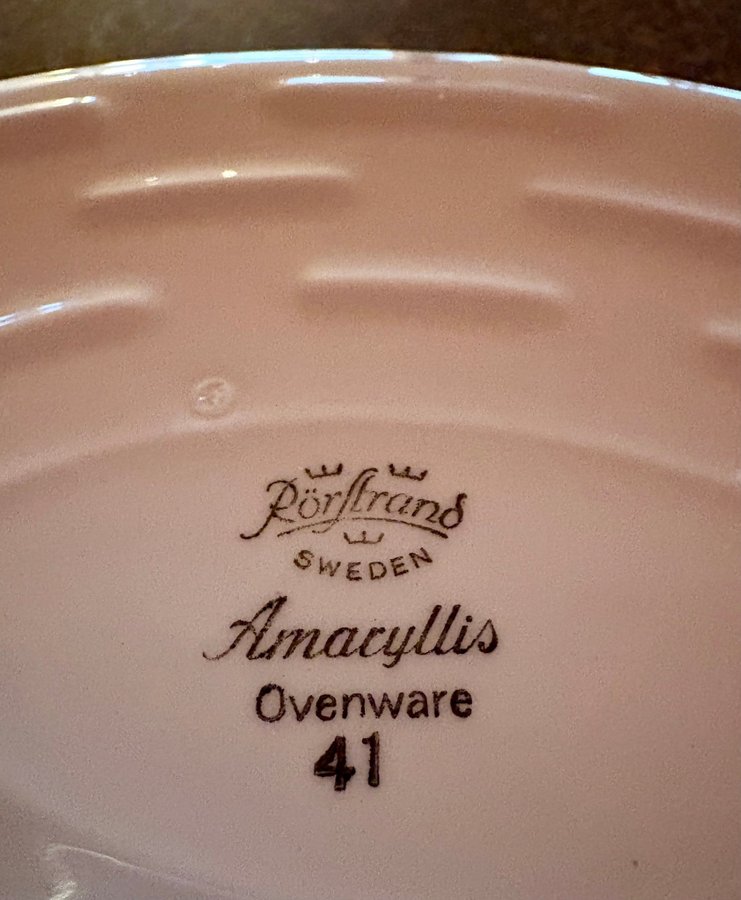 Rörstrand
SWEDEN
Amaryllis
Ovenware
41